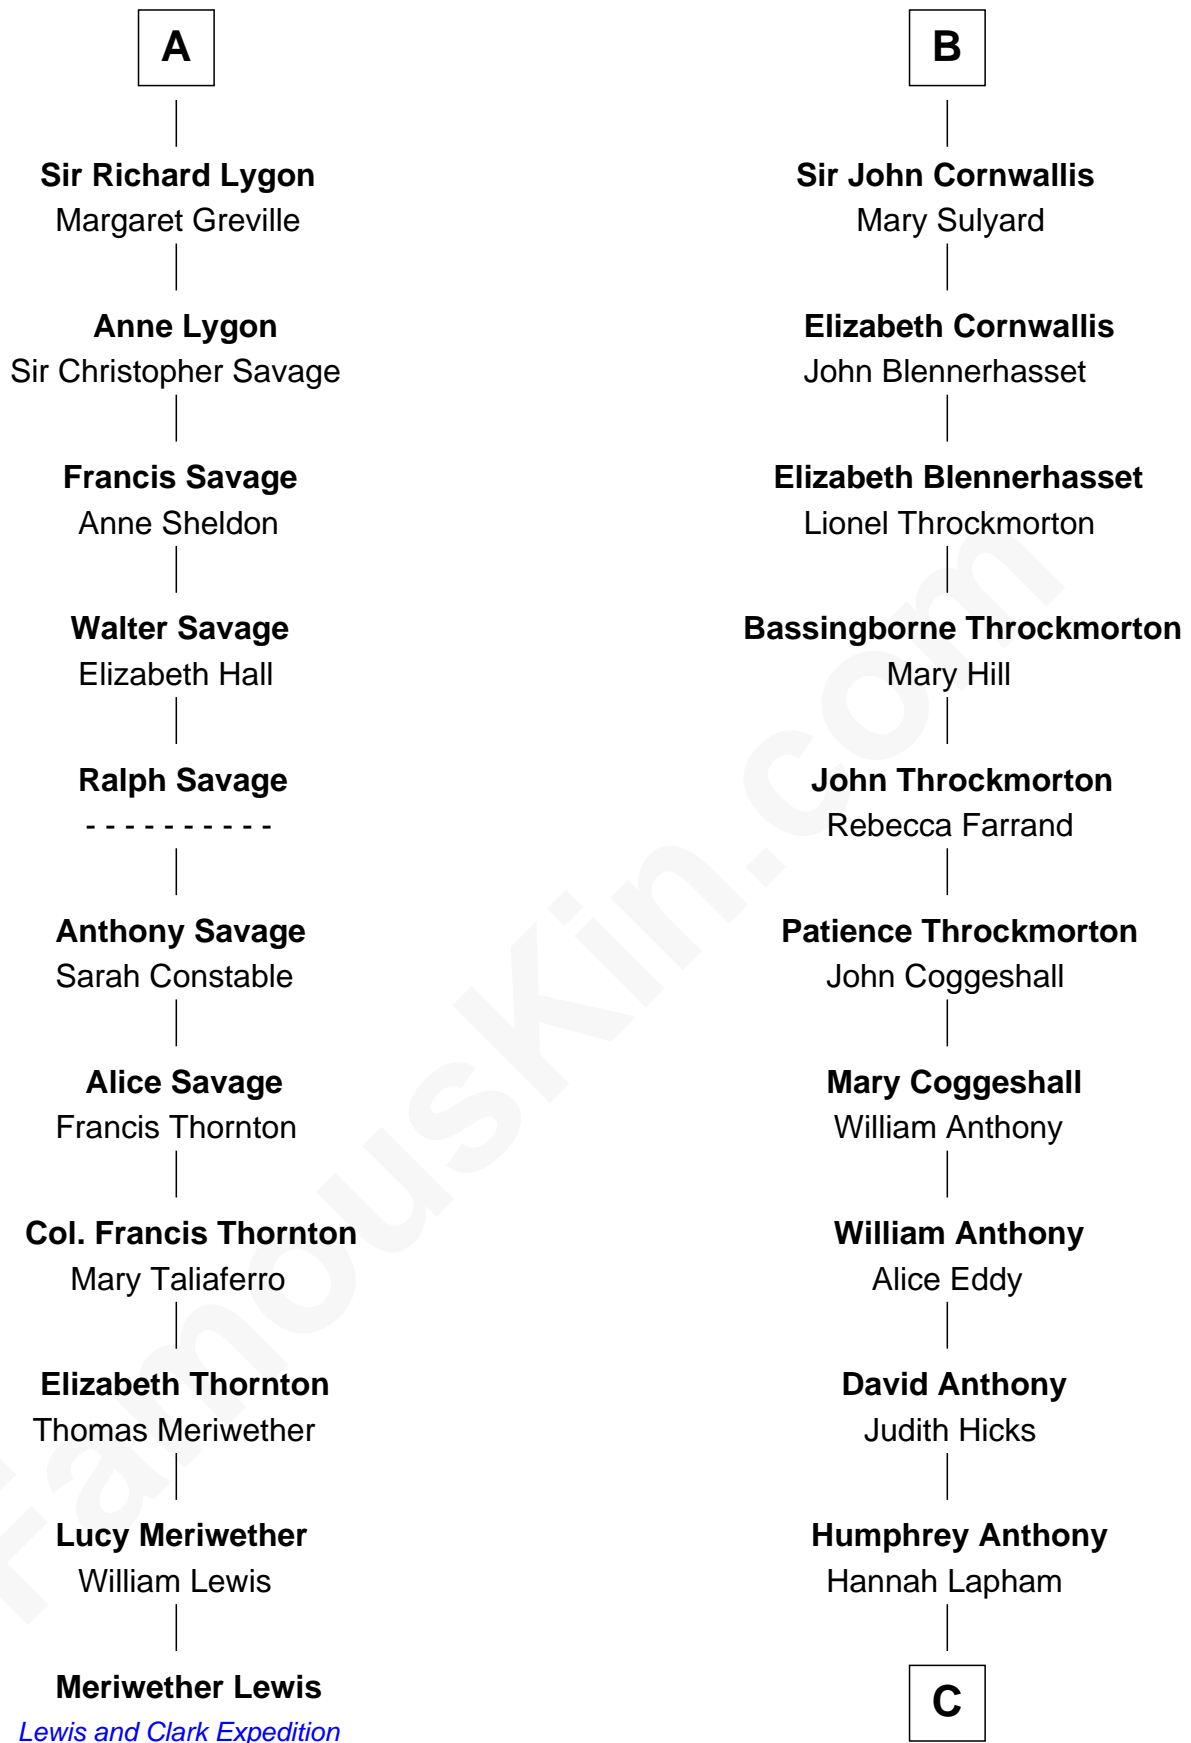 A
Sir Richard Lygon
Margaret Greville
Anne Lygon
Sir Christopher Savage
Francis Savage
Anne Sheldon
Walter Savage
Elizabeth Hall
Ralph Savage
- - - - - - - - - -
Anthony Savage
Sarah Constable
Alice Savage
Francis Thornton
Col. Francis Thornton
Mary Taliaferro
Elizabeth Thornton
Thomas Meriwether
Lucy Meriwether
William Lewis
Meriwether Lewis
Lewis and Clark Expedition
B
Sir John Cornwallis
Mary Sulyard
Elizabeth Cornwallis
John Blennerhasset
Elizabeth Blennerhasset
Lionel Throckmorton
Bassingborne Throckmorton
Mary Hill
John Throckmorton
Rebecca Farrand
Patience Throckmorton
John Coggeshall
Mary Coggeshall
William Anthony
William Anthony
Alice Eddy
David Anthony
Judith Hicks
Humphrey Anthony
Hannah Lapham
C
FamousKin.com